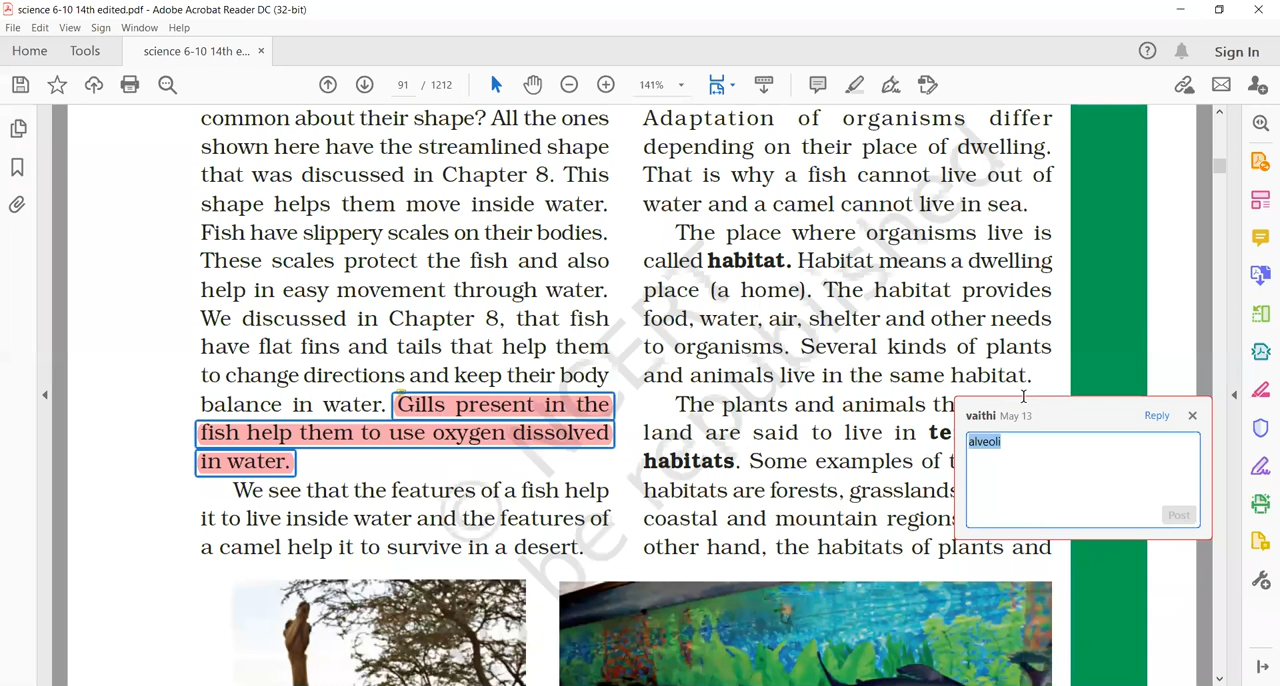 science 6-10 14th edited.pdf - Adobe Acrobat Reader DC (32-bit)
File Edit View Sign Window Help
Home Tools science 6-10 14th e... × Sign In
91 / 1212 141%
common about their shape? All the ones
shown here have the streamlined shape
that was discussed in Chapter 8. This
shape helps them move inside water.
Fish have slippery scales on their bodies.
These scales protect the fish and also
help in easy movement through water.
We discussed in Chapter 8, that fish
have flat fins and tails that help them
to change directions and keep their body
balance in water. Gills present in the
fish help them to use oxygen dissolved
in water.
We see that the features of a fish help
it to live inside water and the features of
a camel help it to survive in a desert.
Adaptation of organisms differ
depending on their place of dwelling.
That is why a fish cannot live out of
water and a camel cannot live in sea.
The place where organisms live is
called habitat. Habitat means a dwelling
place (a home). The habitat provides
food, water, air, shelter and other needs
to organisms. Several kinds of plants
and animals live in the same habitat.
The plants and animals th
land are said to live in te
habitats. Some examples of t
habitats are forests, grasslands
coastal and mountain regions
other hand, the habitats of plants and
vaithi May 13 Reply
alveoli
Post
© NCERT
be republished